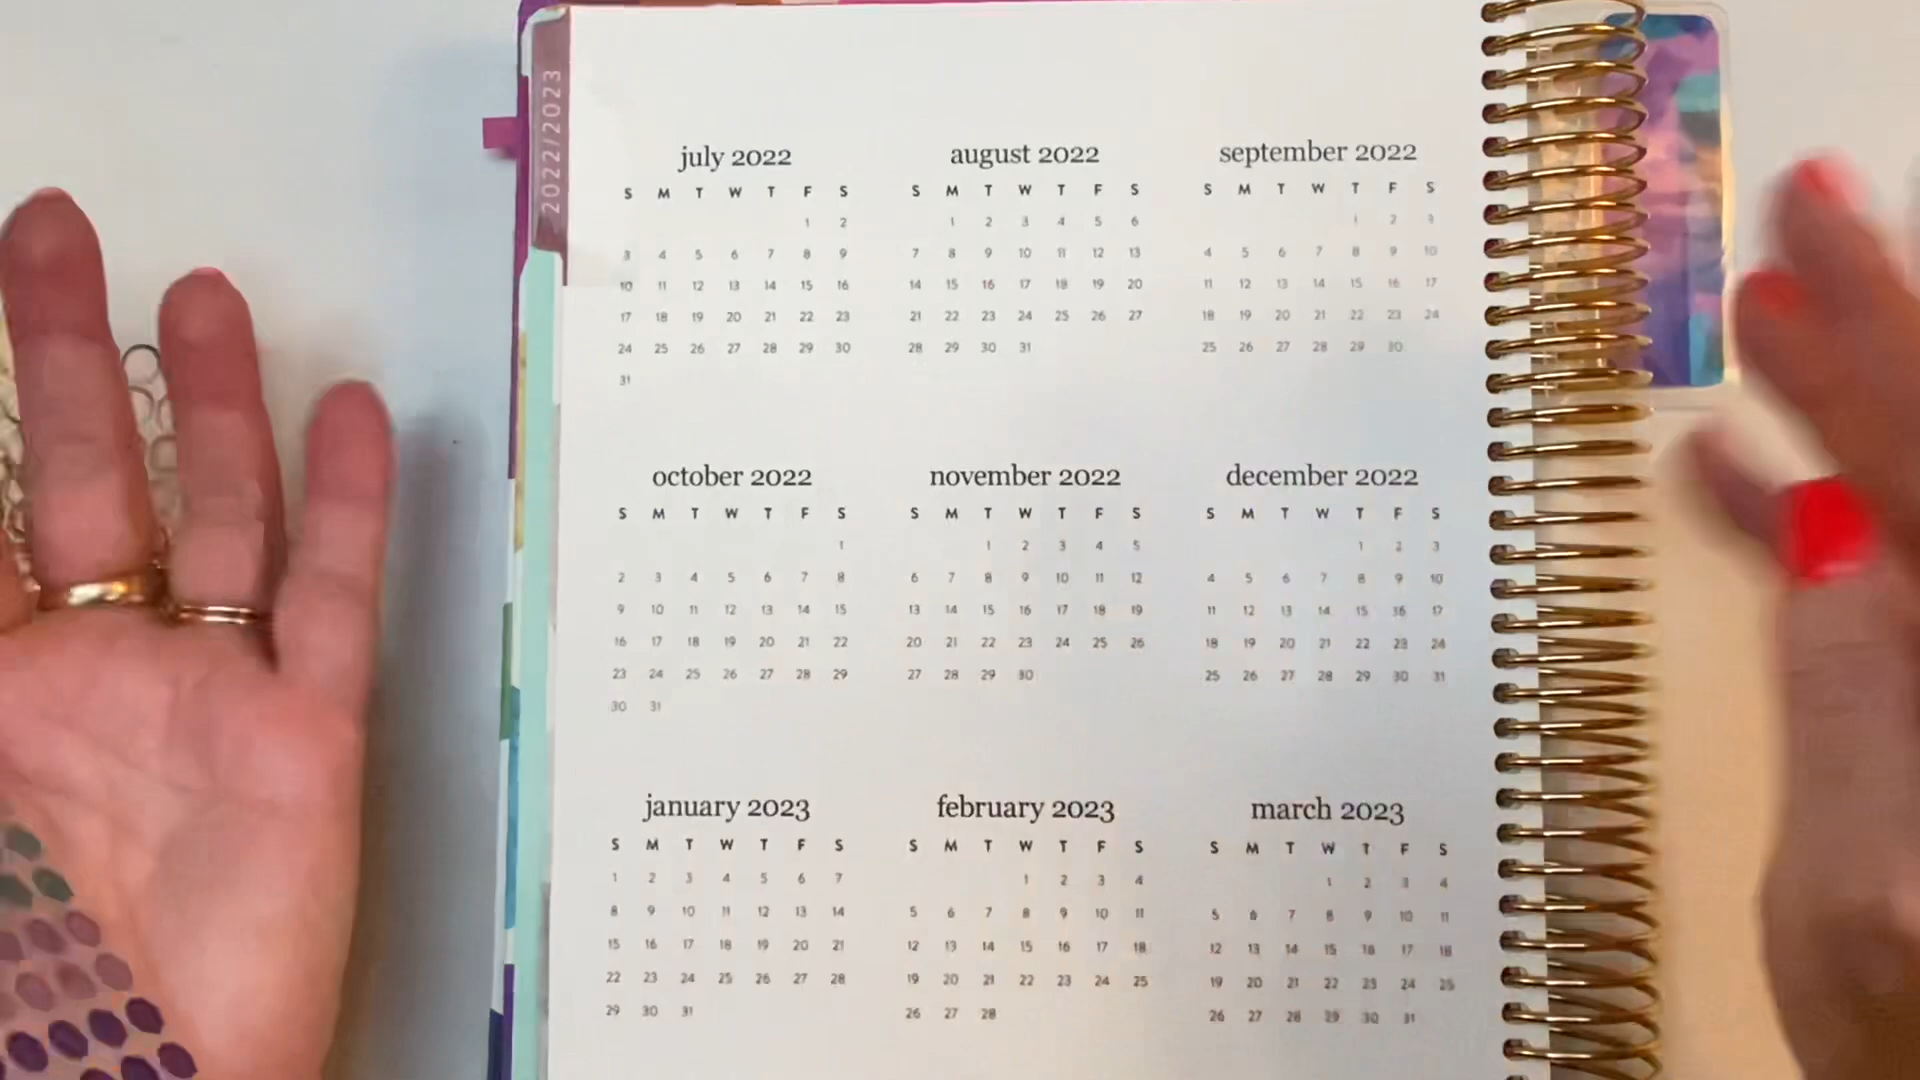 2022/2023
july 2022 august 2022 september 2022
S M T W T F S S M T W T F S S M T W T F S
1 2 1 2 3 4 5 6 1 2 3
3 4 5 6 7 8 9 7 8 9 10 11 12 13 4 5 6 7 8 9 10
10 11 12 13 14 15 16 14 15 16 17 18 19 20 11 12 13 14 15 16 17
17 18 19 20 21 22 23 21 22 23 24 25 26 27 18 19 20 21 22 23 24
24 25 26 27 28 29 30 28 29 30 31 25 26 27 28 29 30
31
october 2022 november 2022 december 2022
S M T W T F S S M T W T F S S M T W T F S
1 1 2 3 4 5 1 2 3
2 3 4 5 6 7 8 6 7 8 9 10 11 12 4 5 6 7 8 9 10
9 10 11 12 13 14 15 13 14 15 16 17 18 19 11 12 13 14 15 16 17
16 17 18 19 20 21 22 20 21 22 23 24 25 26 18 19 20 21 22 23 24
23 24 25 26 27 28 29 27 28 29 30 25 26 27 28 29 30 31
30 31
january 2023 february 2023 march 2023
S M T W T F S S M T W T F S S M T W T F S
1 2 3 4 5 6 7 1 2 3 4 1 2 3 4
8 9 10 11 12 13 14 5 6 7 8 9 10 11 5 6 7 8 9 10 11
15 16 17 18 19 20 21 12 13 14 15 16 17 18 12 13 14 15 16 17 18
22 23 24 25 26 27 28 19 20 21 22 23 24 25 19 20 21 22 23 24 25
29 30 31 26 27 28 26 27 28 29 30 31